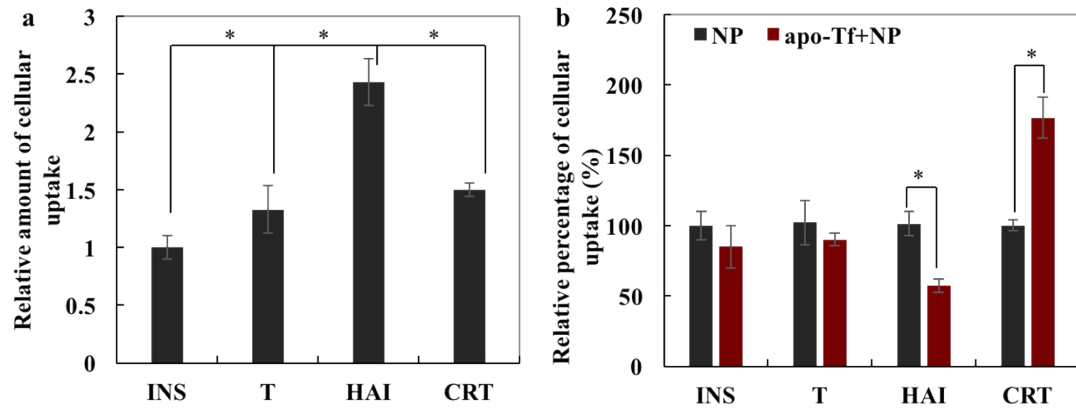 a
Relative amount of cellular
uptake
3
2.5
2
1.5
1
0.5
0
* * *
INS T HAI CRT
b
Relative percentage of cellular
uptake (%)
250
200
150
100
50
0
NP apo-Tf+NP
*
*
INS T HAI CRT